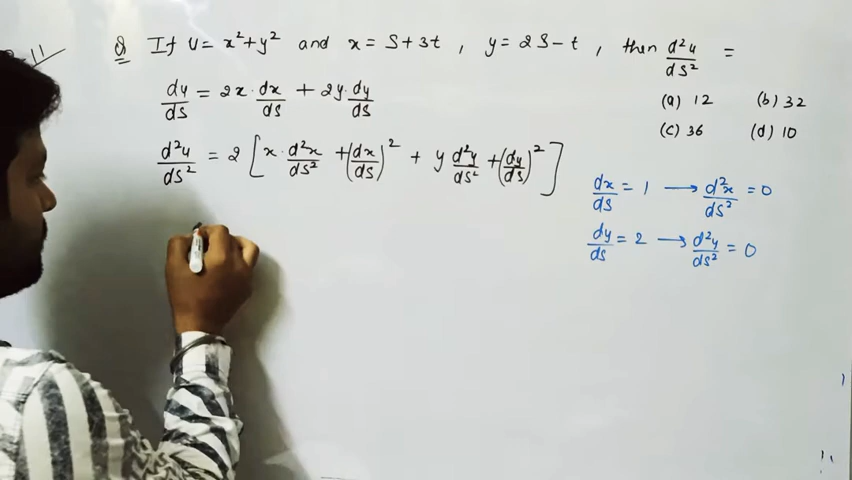 11
Q If u = x²+y² and x = S+3t , y = 2S-t , then d²u/dS² =
(a) 12 (b) 32
(c) 36 (d) 10
du/ds = 2x·dx/ds + 2y·dy/ds
d²u/ds² = 2[x·d²x/ds² + (dx/ds)² + y d²y/ds² + (dy/ds)²]
dx/ds = 1 → d²x/ds² = 0
dy/ds = 2 → d²y/ds² = 0